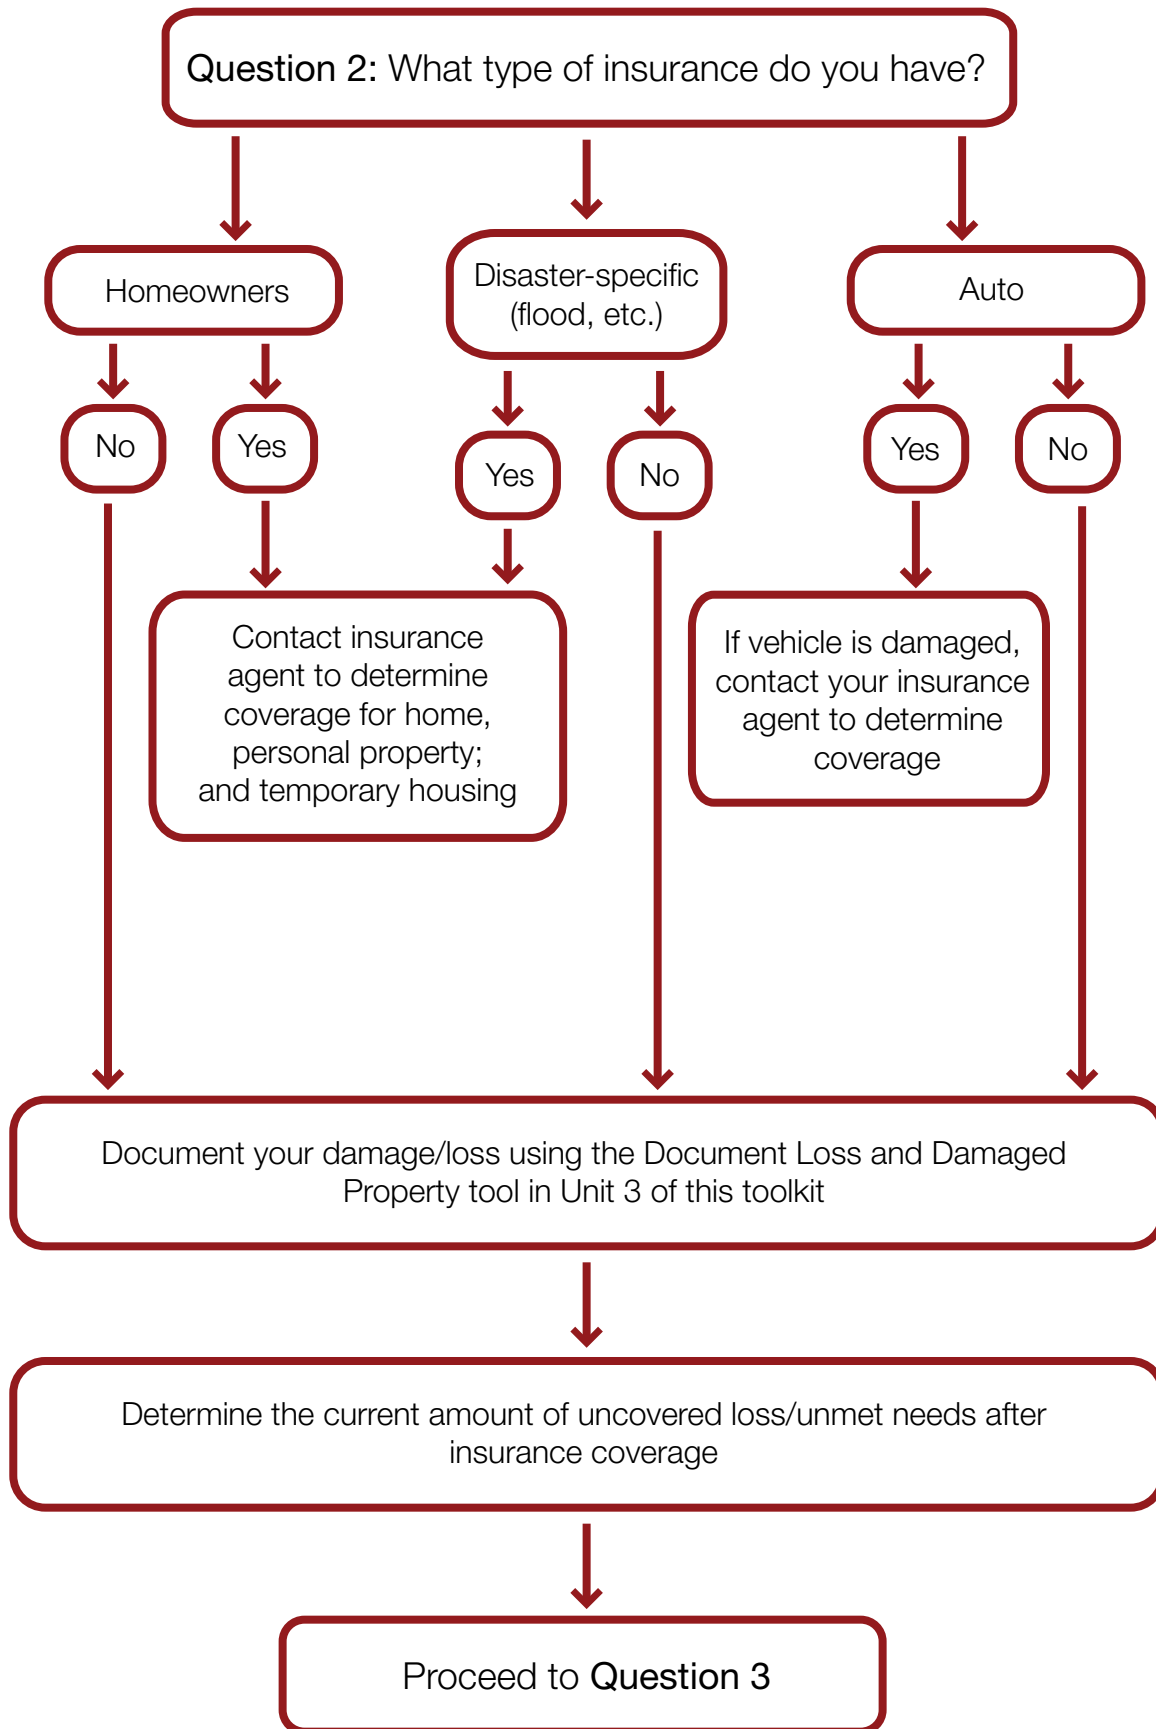 Question 2: What type of insurance do you have?
Homeowners
Disaster-specific
(flood, etc.)
Auto
No
Yes
Yes
No
Yes
No
Contact insurance
agent to determine
coverage for home,
personal property;
and temporary housing
If vehicle is damaged,
contact your insurance
agent to determine
coverage
Document your damage/loss using the Document Loss and Damaged
Property tool in Unit 3 of this toolkit
Determine the current amount of uncovered loss/unmet needs after
insurance coverage
Proceed to Question 3